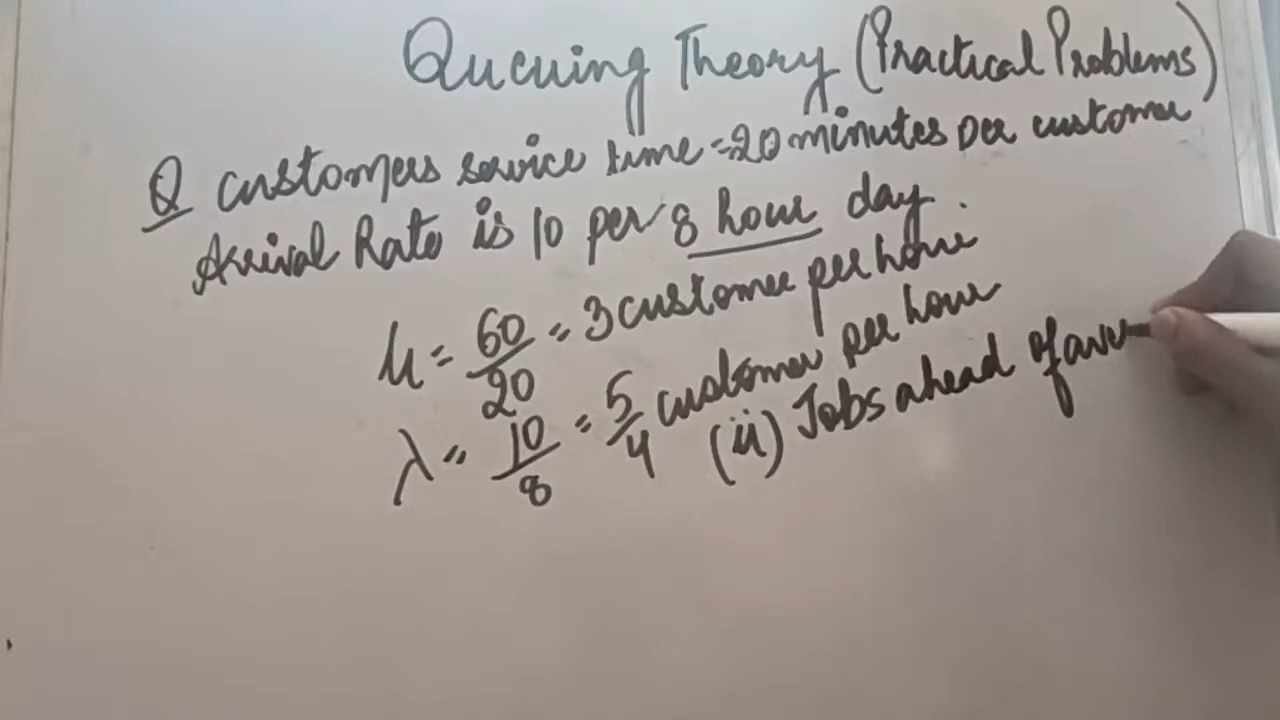 Queuing Theory (Practical Problems)
Q customers service time = 20 minutes per customer
Arrival Rate is 10 per 8 hour day.
μ = 60/20 = 3 customer per hour
λ = 10/8 = 5/4 customer per hour
(ii) Jobs ahead of ave